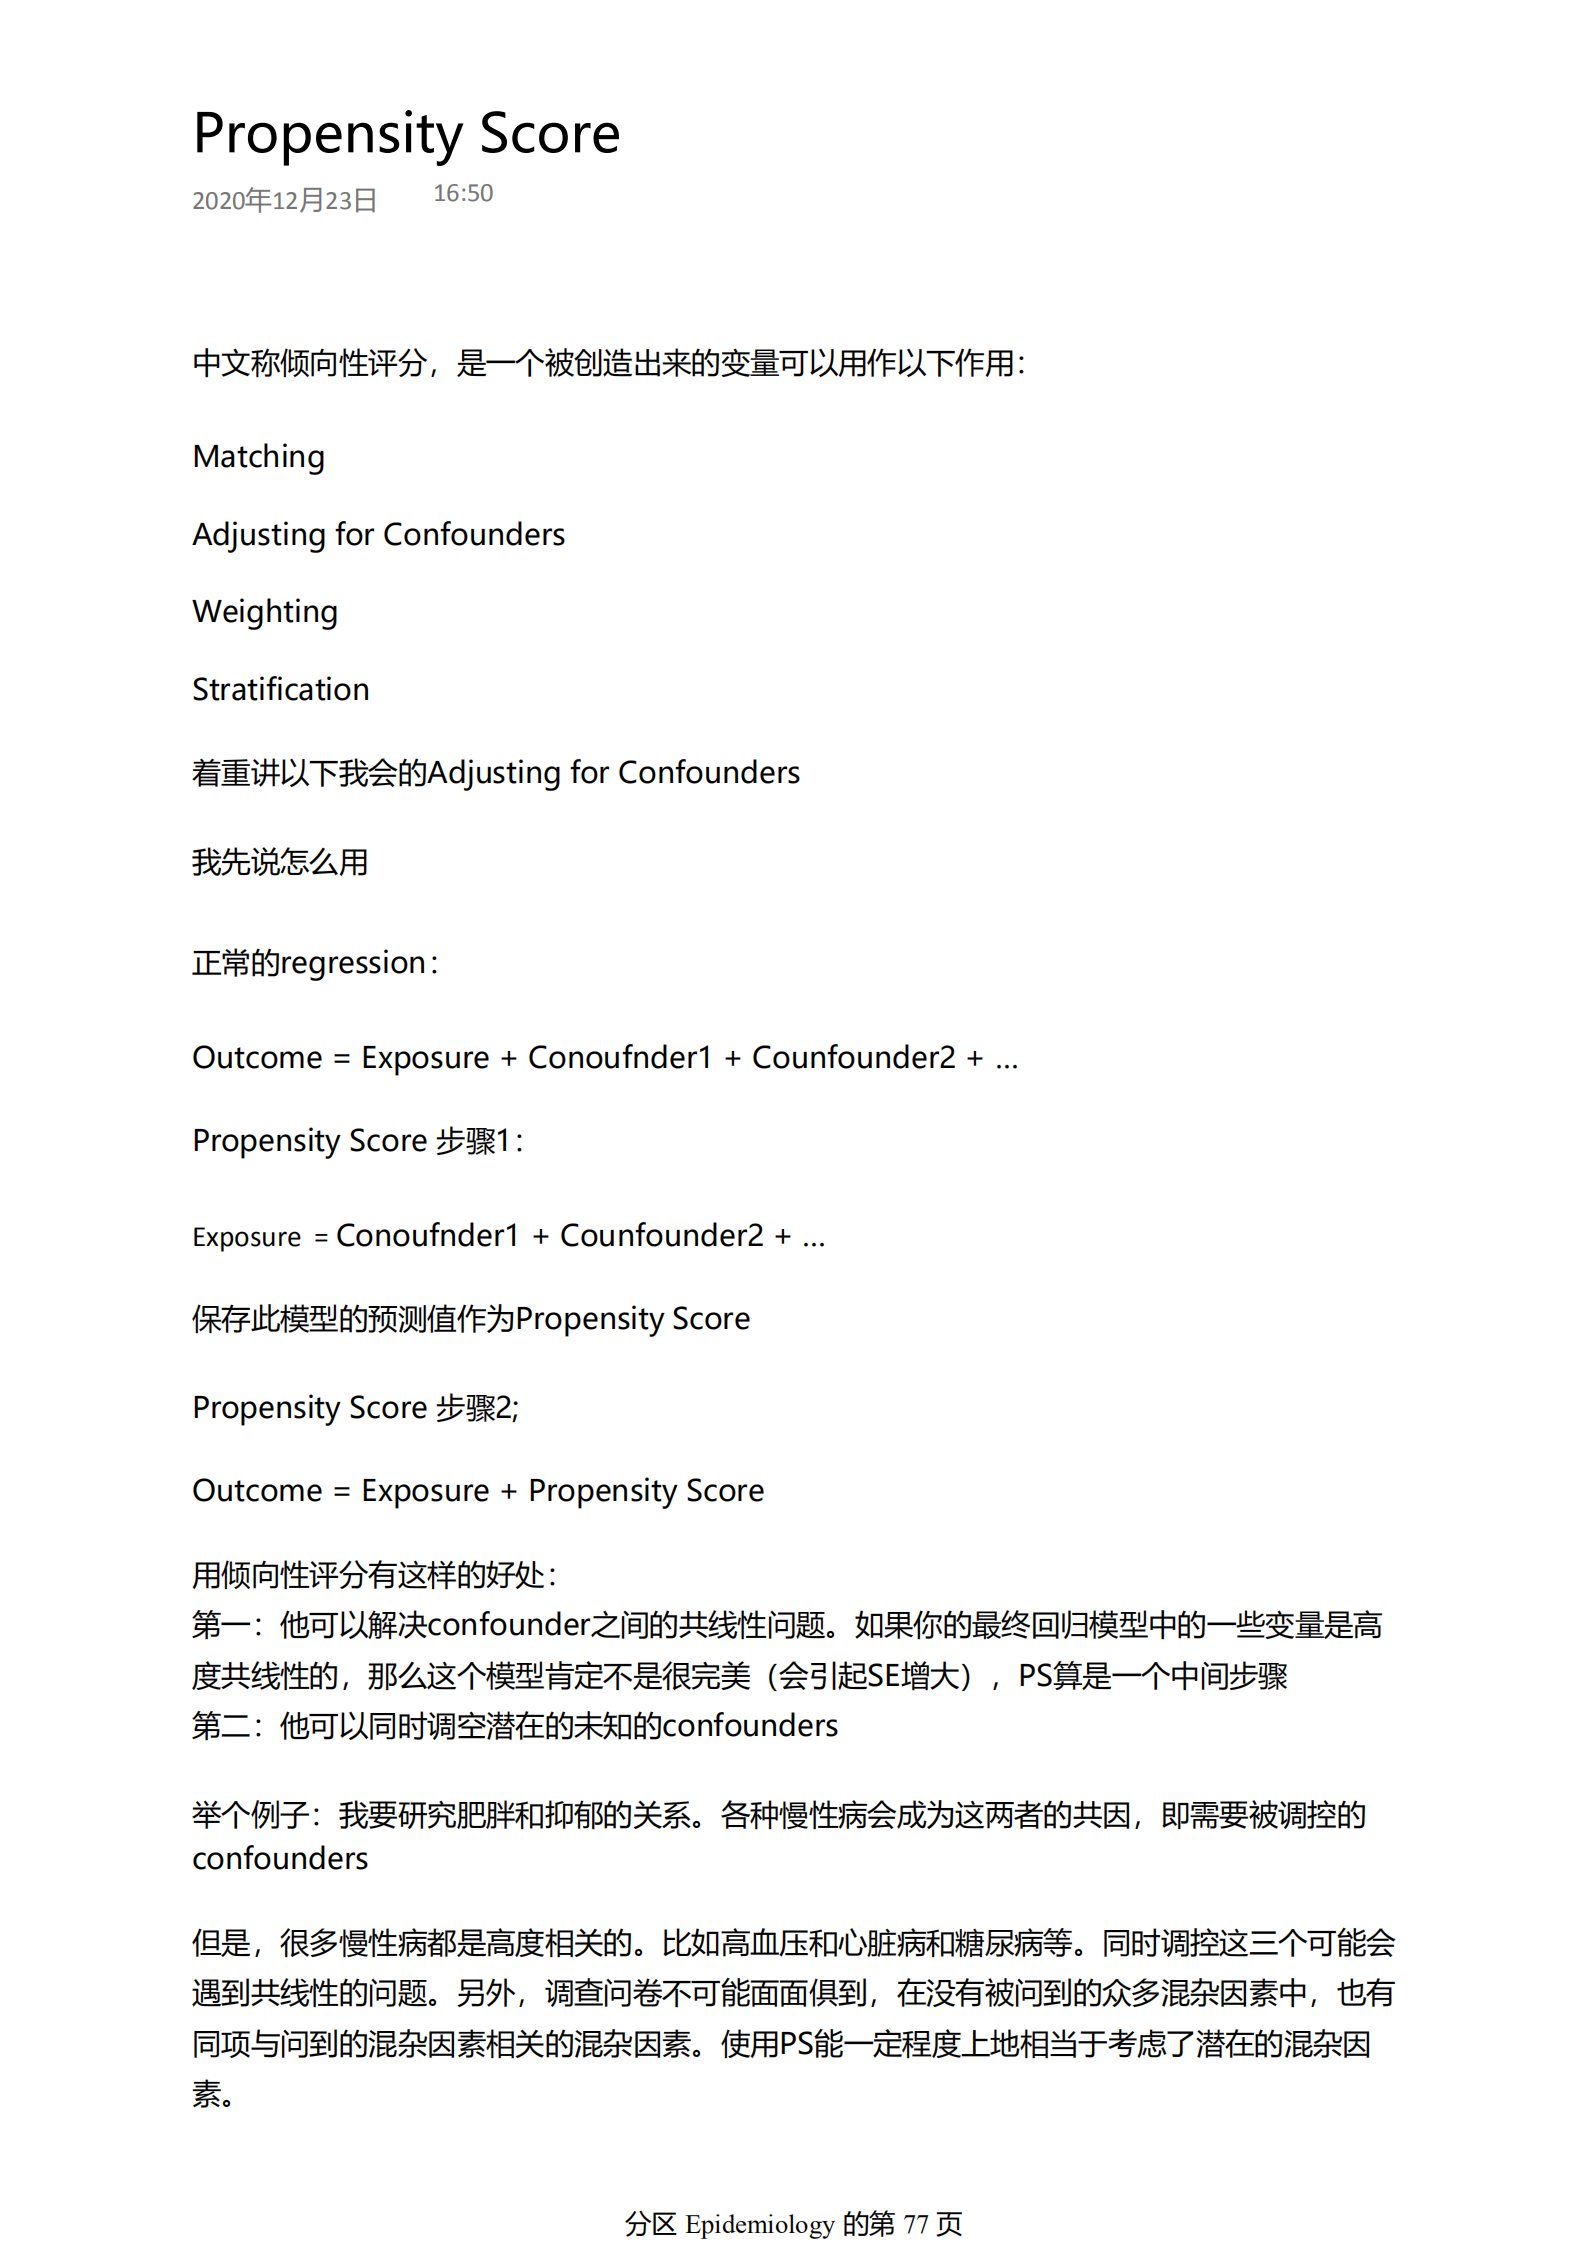 Propensity Score
2020年12月23日 16:50
中文称倾向性评分，是一个被创造出来的变量可以用作以下作用：
Matching
Adjusting for Confounders
Weighting
Stratification
着重讲以下我会的Adjusting for Confounders
我先说怎么用
正常的regression：
Outcome = Exposure + Conoufnder1 + Counfounder2 + …
Propensity Score 步骤1：
Exposure = Conoufnder1 + Counfounder2 + …
保存此模型的预测值作为Propensity Score
Propensity Score 步骤2;
Outcome = Exposure + Propensity Score
用倾向性评分有这样的好处：
第一：他可以解决confounder之间的共线性问题。如果你的最终回归模型中的一些变量是高
度共线性的，那么这个模型肯定不是很完美（会引起SE增大），PS算是一个中间步骤
第二：他可以同时调空潜在的未知的confounders
举个例子：我要研究肥胖和抑郁的关系。各种慢性病会成为这两者的共因，即需要被调控的
confounders
但是，很多慢性病都是高度相关的。比如高血压和心脏病和糖尿病等。同时调控这三个可能会
遇到共线性的问题。另外，调查问卷不可能面面俱到，在没有被问到的众多混杂因素中，也有
同项与问到的混杂因素相关的混杂因素。使用PS能一定程度上地相当于考虑了潜在的混杂因
素。
分区 Epidemiology 的第 77 页